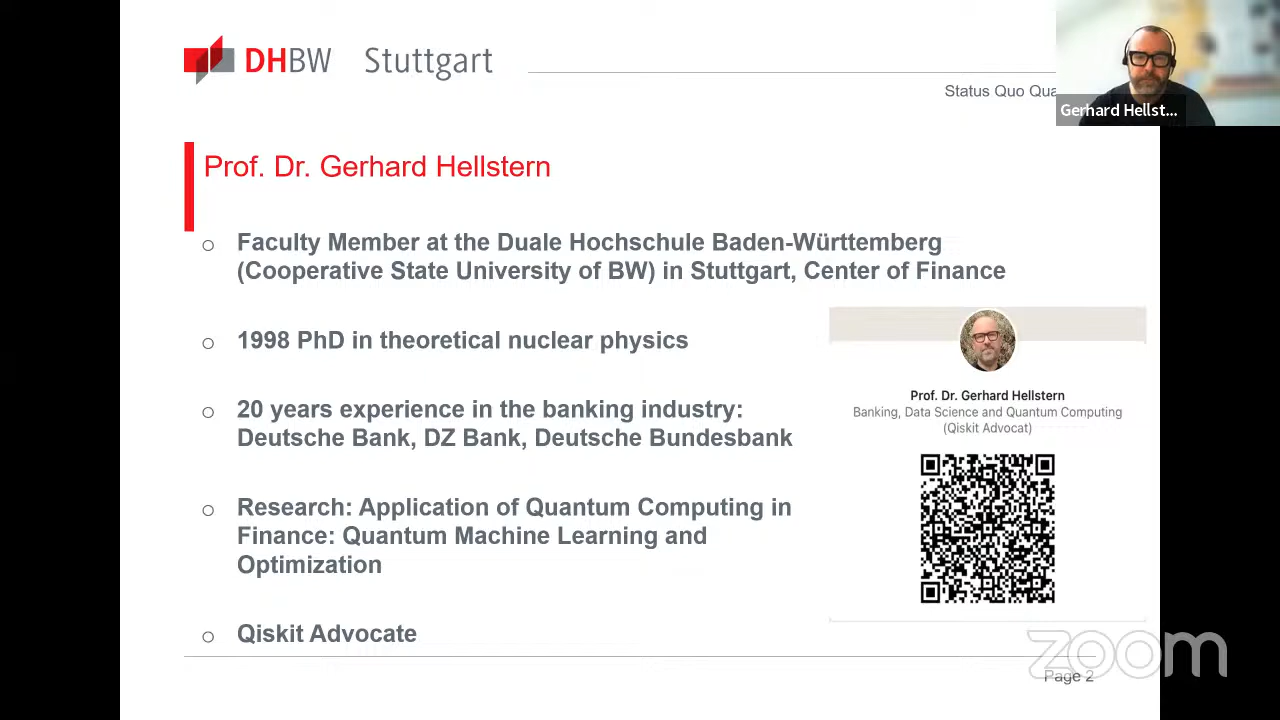 DHBW Stuttgart
Status Quo Qua
Gerhard Hellst...
Prof. Dr. Gerhard Hellstern
o Faculty Member at the Duale Hochschule Baden-Württemberg
(Cooperative State University of BW) in Stuttgart, Center of Finance
o 1998 PhD in theoretical nuclear physics
o 20 years experience in the banking industry:
Deutsche Bank, DZ Bank, Deutsche Bundesbank
o Research: Application of Quantum Computing in
Finance: Quantum Machine Learning and
Optimization
o Qiskit Advocate
Prof. Dr. Gerhard Hellstern
Banking, Data Science and Quantum Computing
(Qiskit Advocat)
zoom
Page 2